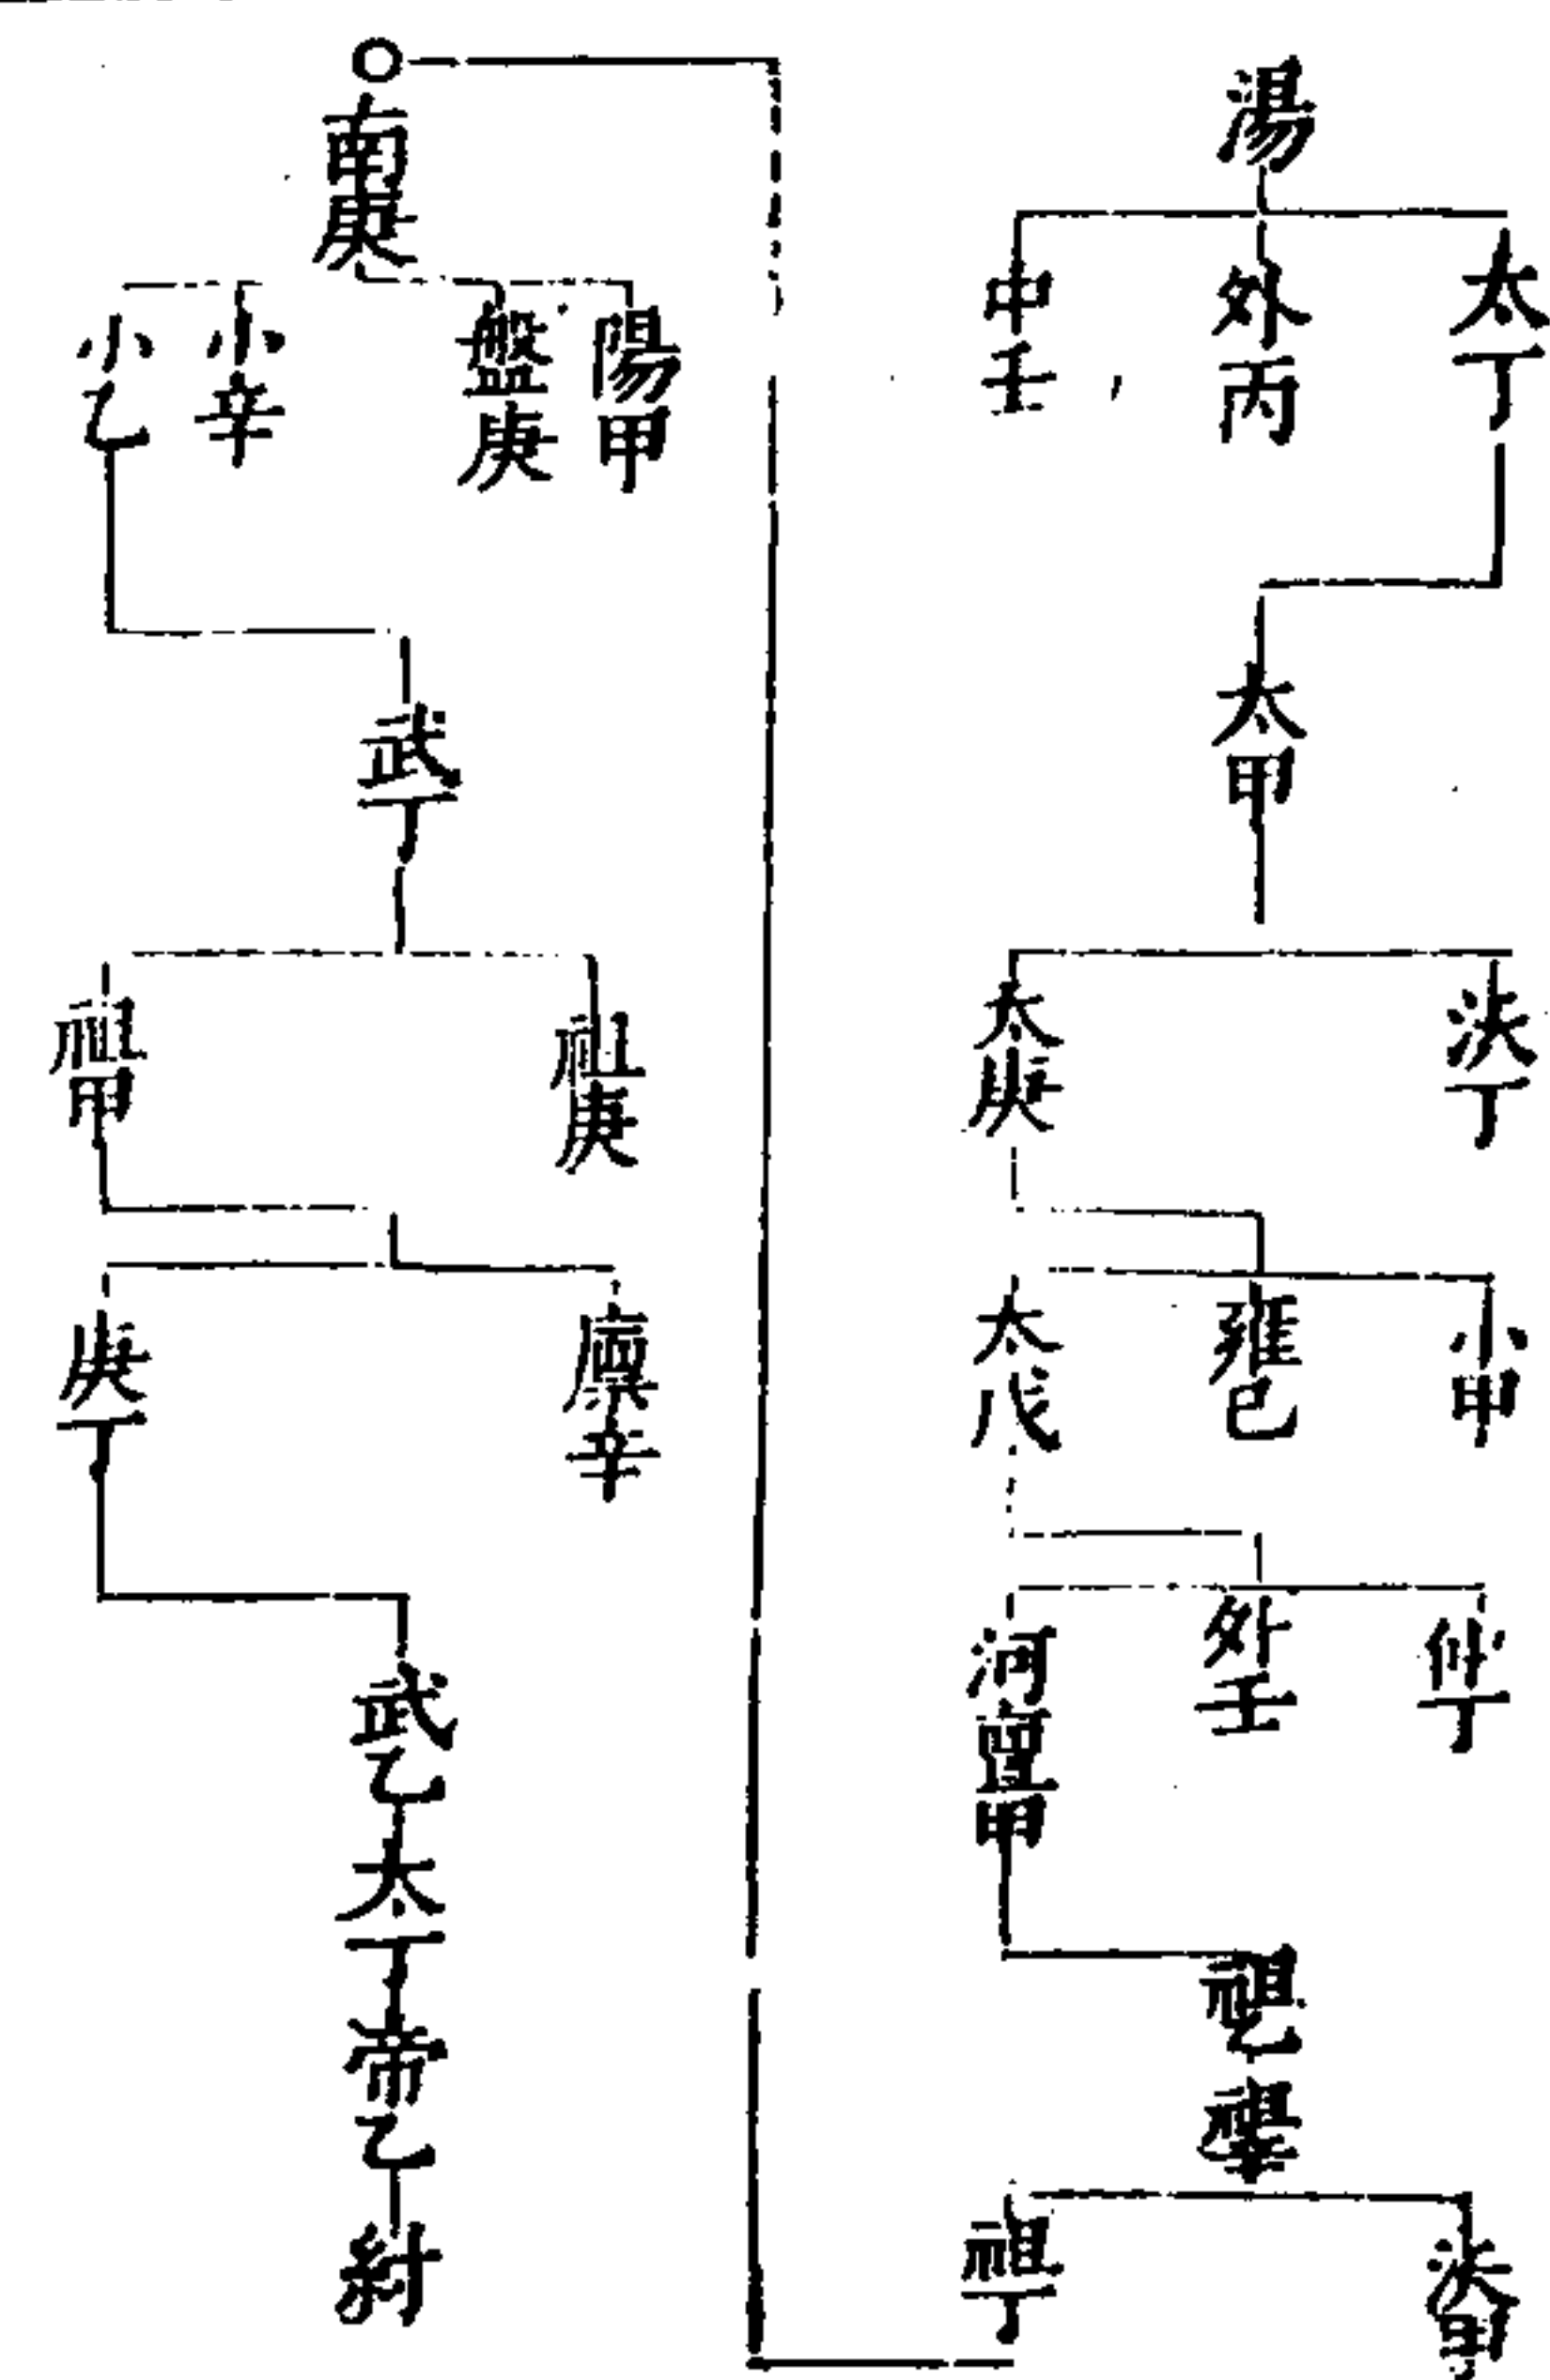 湯
太丁
外丙
中壬
太甲
沃丁
太庚
小甲
雍己
太戊
仲丁
外壬
河亶甲
祖乙
祖辛
沃甲
祖丁
南庚
陽甲
盤庚
小辛
小乙
武丁
祖庚
祖甲
廩辛
庚丁
武乙
太丁
帝乙
紂